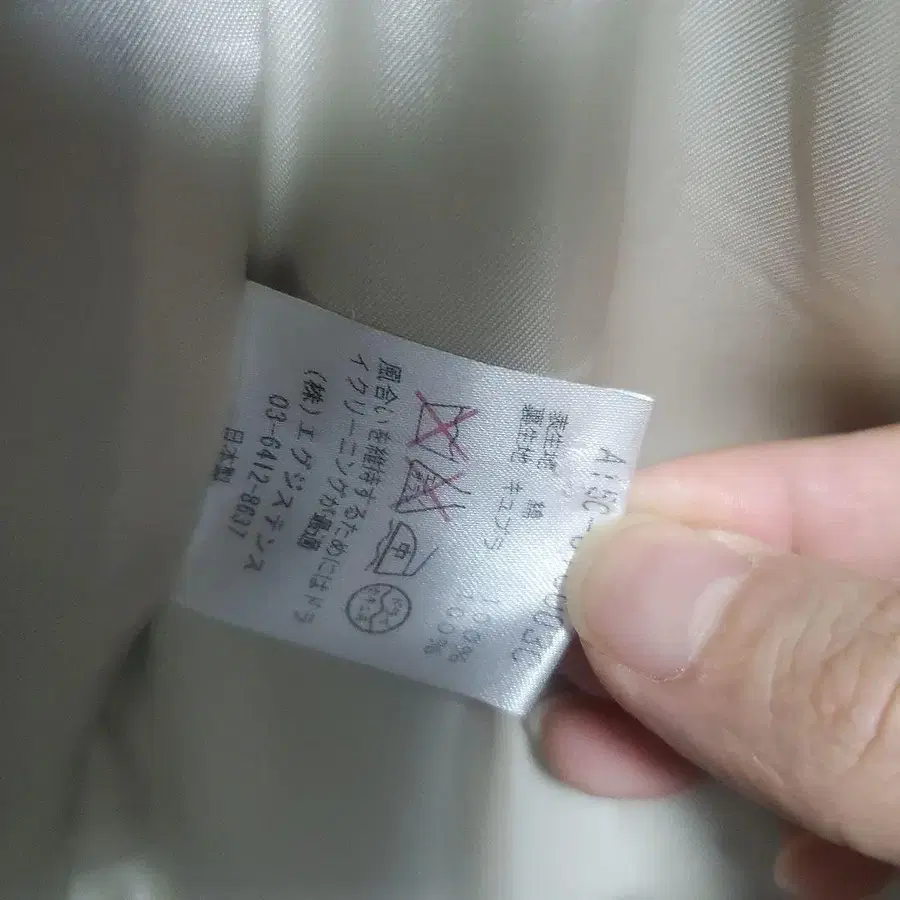 表生地 綿 100%
裏生地 キュプラ 100%
中
風合いを維持するためにはドラ
イクリーニングが最適
(株)エグジステンス
03-6412-8637
日本製